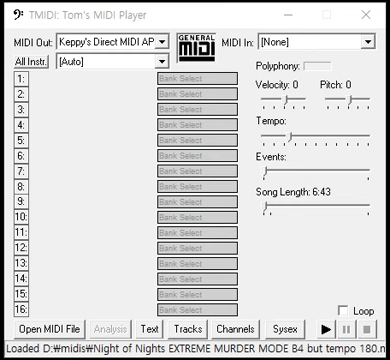 TMIDI: Tom's MIDI Player
MIDI Out: Keppy's Direct MIDI AP GENERAL MIDI MIDI In: [None]
All Instr. [Auto]
Polyphony:
Velocity: 0 Pitch: 0
Tempo:
Events:
Song Length: 6:43
1: Bank Select
2: Bank Select
3: Bank Select
4: Bank Select
5: Bank Select
6: Bank Select
7: Bank Select
8: Bank Select
9: Bank Select
10: Bank Select
11: Bank Select
12: Bank Select
13: Bank Select
14: Bank Select
15: Bank Select
16: Bank Select
Loop
Open MIDI File Analysis Text Tracks Channels Sysex
Loaded D:₩midis₩Night of Nights EXTREME MURDER MODE B4 but tempo 180.m